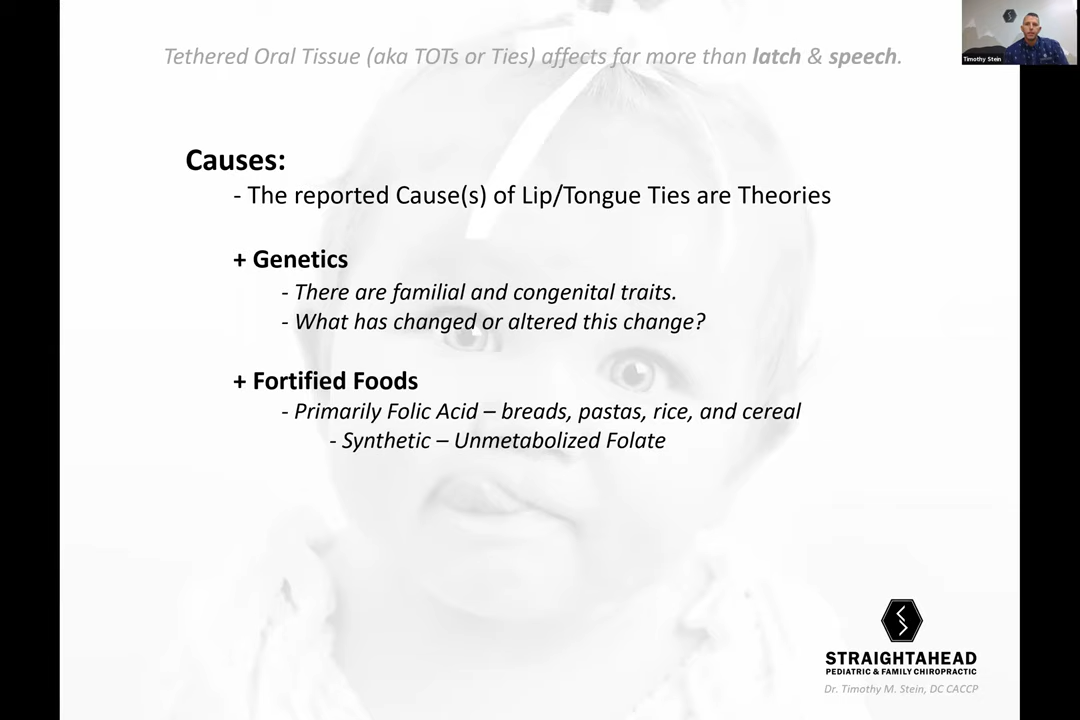 Tethered Oral Tissue (aka TOTs or Ties) affects far more than latch & speech.
Timothy Stein
Causes:
- The reported Cause(s) of Lip/Tongue Ties are Theories
+ Genetics
- There are familial and congenital traits.
- What has changed or altered this change?
+ Fortified Foods
- Primarily Folic Acid – breads, pastas, rice, and cereal
- Synthetic – Unmetabolized Folate
STRAIGHTAHEAD
PEDIATRIC & FAMILY CHIROPRACTIC
Dr. Timothy M. Stein, DC CACCP